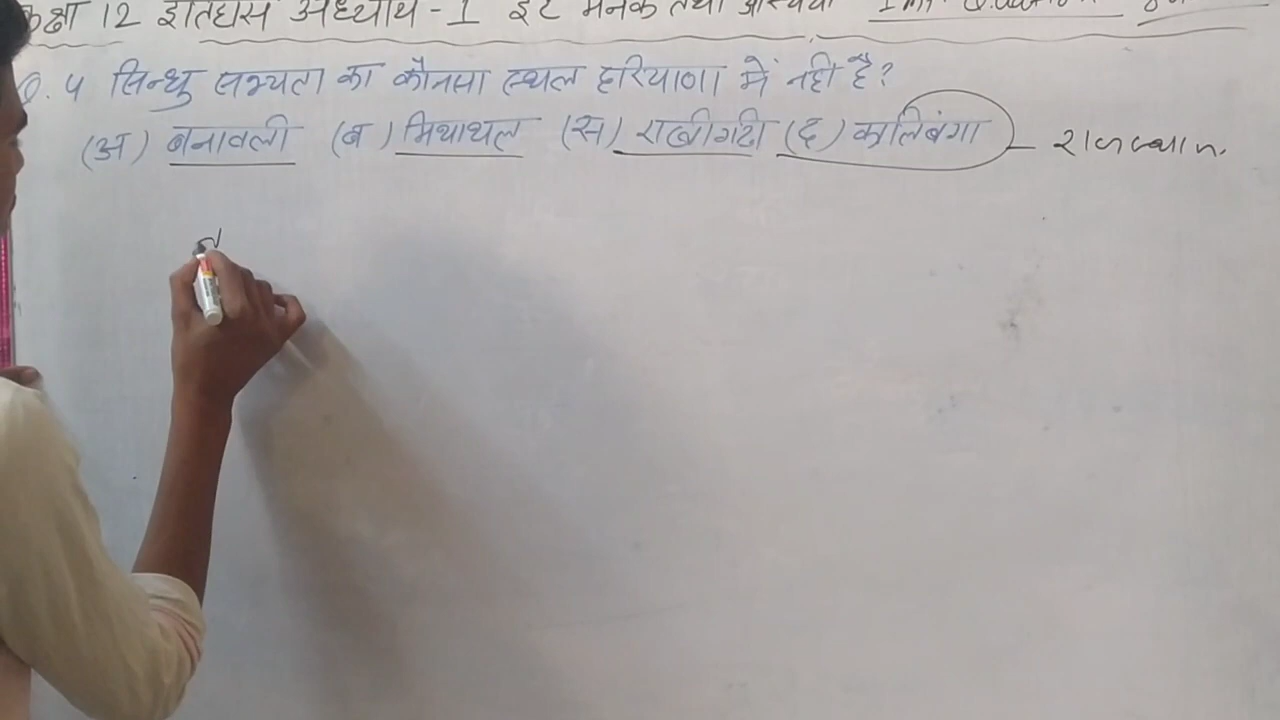 कक्षा 12 इतिहास अध्याय - 1 ईंट मनके तथा अस्थियाँ
Q. 5 सिन्धु सभ्यता का कौनसा स्थल हरियाणा में नही है?
(अ) बनावली (ब) मिथाथल (स) राखीगढी (द) कालिबंगा — राजस्थान.